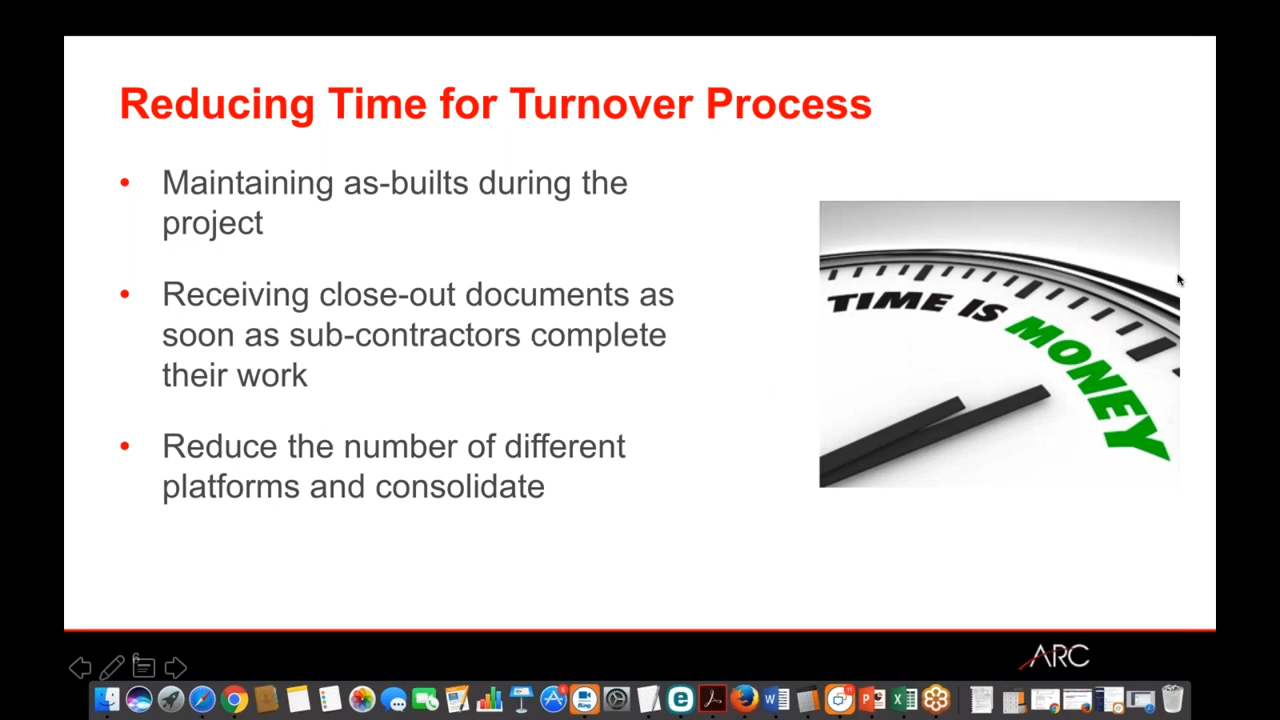 Reducing Time for Turnover Process
• Maintaining as-builts during the
project
• Receiving close-out documents as
soon as sub-contractors complete
their work
• Reduce the number of different
platforms and consolidate
TIME IS MONEY
6
ARC